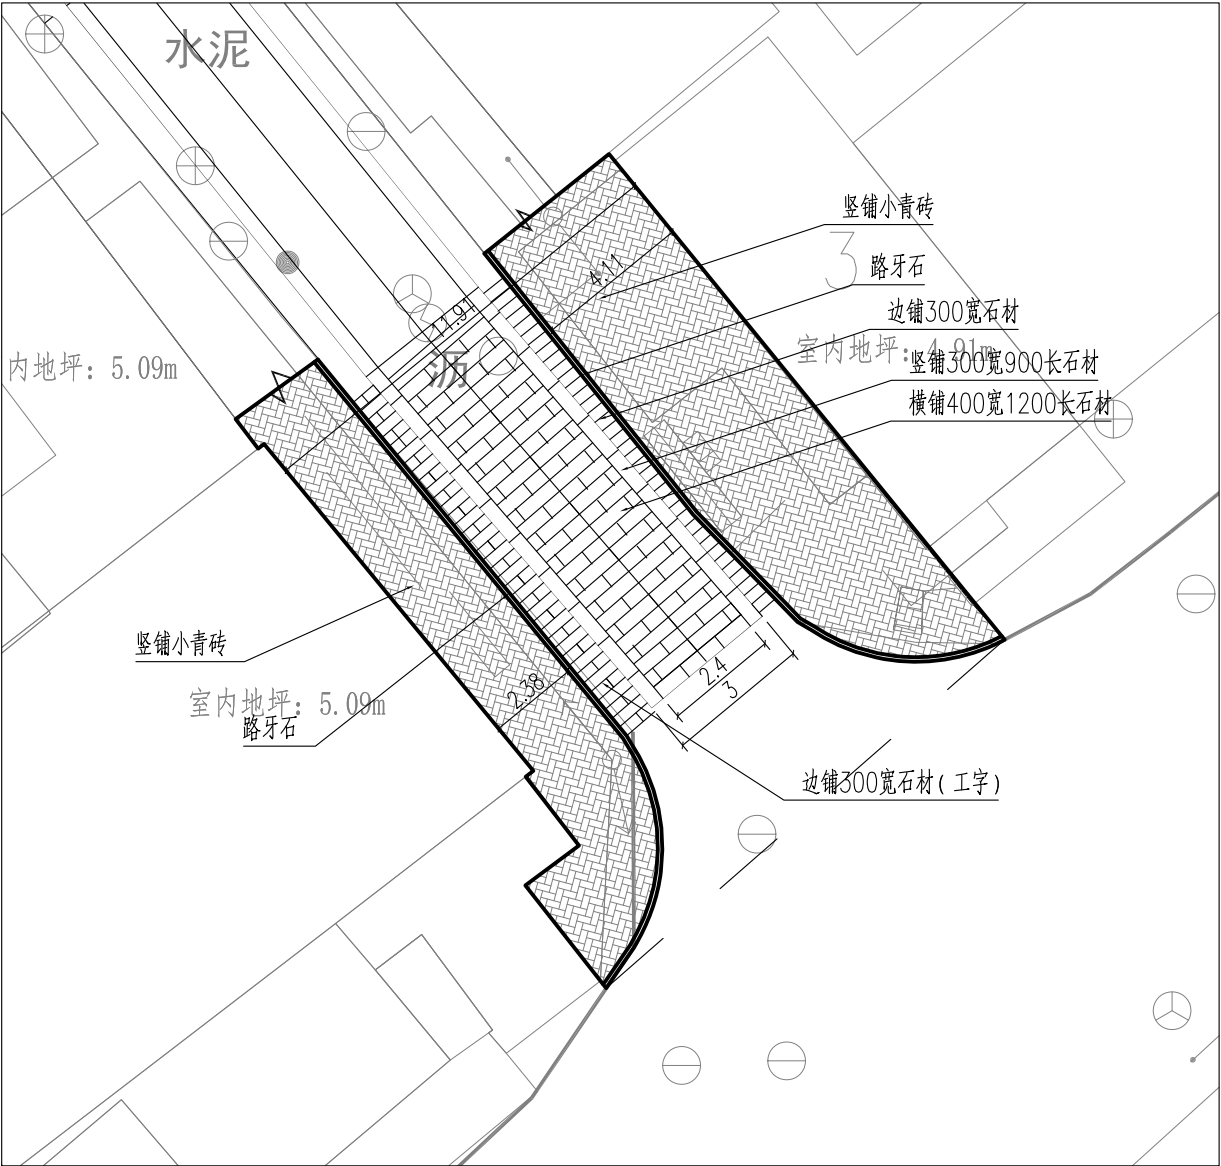 水泥
竖铺小青砖
3
路牙石
4.11
边铺300宽石材
11.91
室内地坪：4.91m
竖铺300宽900长石材
内地坪：5.09m
沥
横铺400宽1200长石材
竖铺小青砖
2.4
3
2.38
室内地坪：5.09m
路牙石
边铺300宽石材(工字)